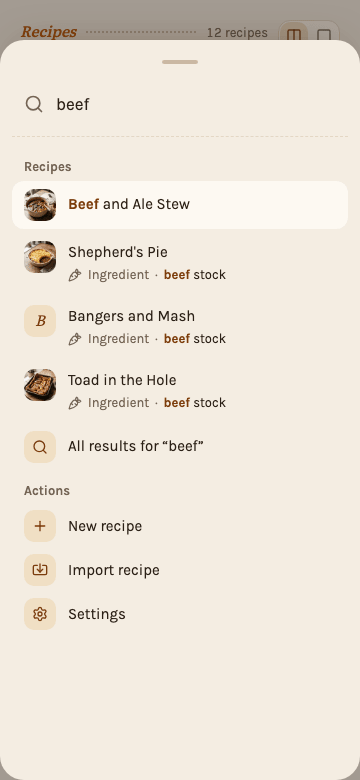 Recipes
12 recipes
beef
Recipes
Beef and Ale Stew
Shepherd's Pie
Ingredient · beef stock
B
Bangers and Mash
Ingredient · beef stock
Toad in the Hole
Ingredient · beef stock
All results for “beef”
Actions
New recipe
Import recipe
Settings